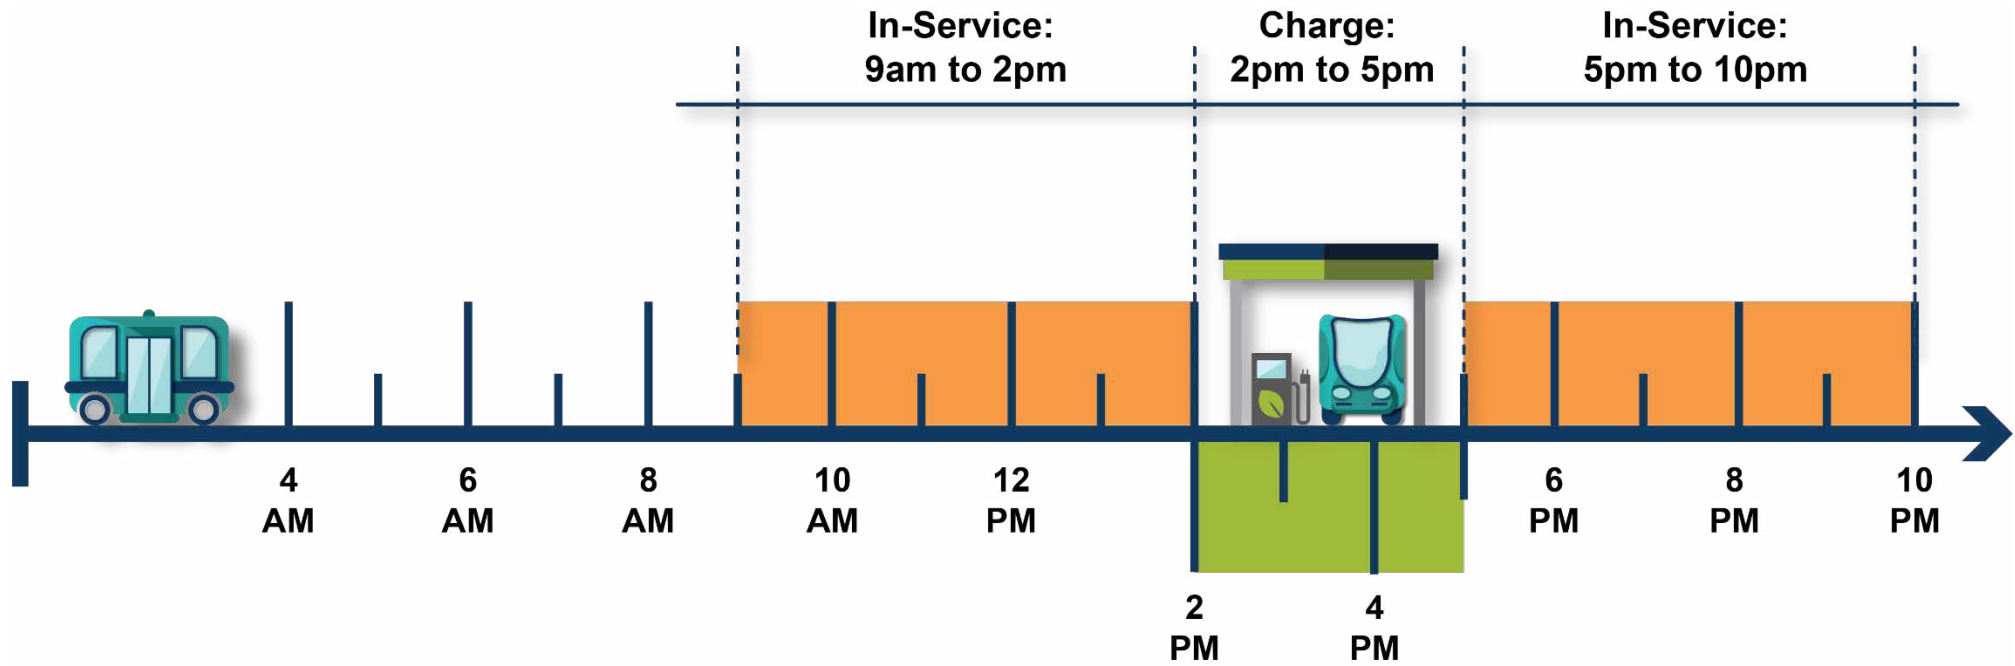 In-Service:
9am to 2pm
Charge:
2pm to 5pm
In-Service:
5pm to 10pm
4
AM
6
AM
8
AM
10
AM
12
PM
2
PM
4
PM
6
PM
8
PM
10
PM